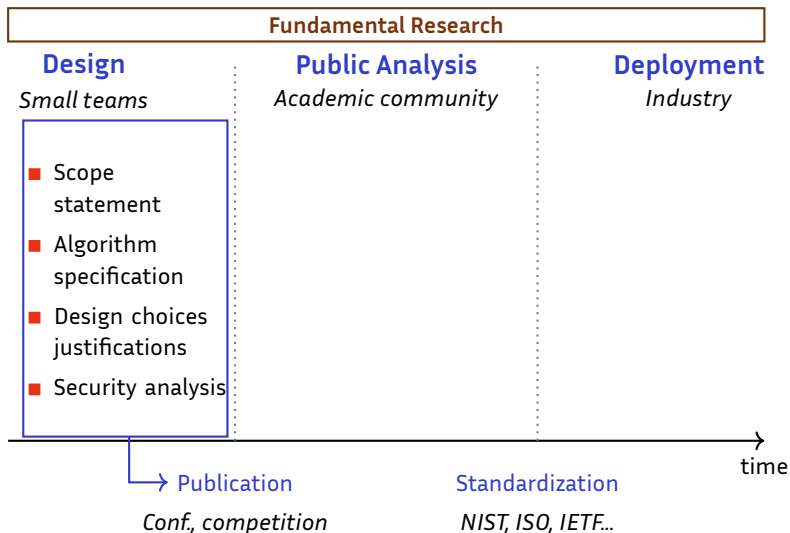 Fundamental Research
Design
Small teams
Scope
statement
Algorithm
specification
Design choices
justifications
Security analysis
Public Analysis
Academic community
Deployment
Industry
time
Publication
Conf., competition
Standardization
NIST, ISO, IETF...